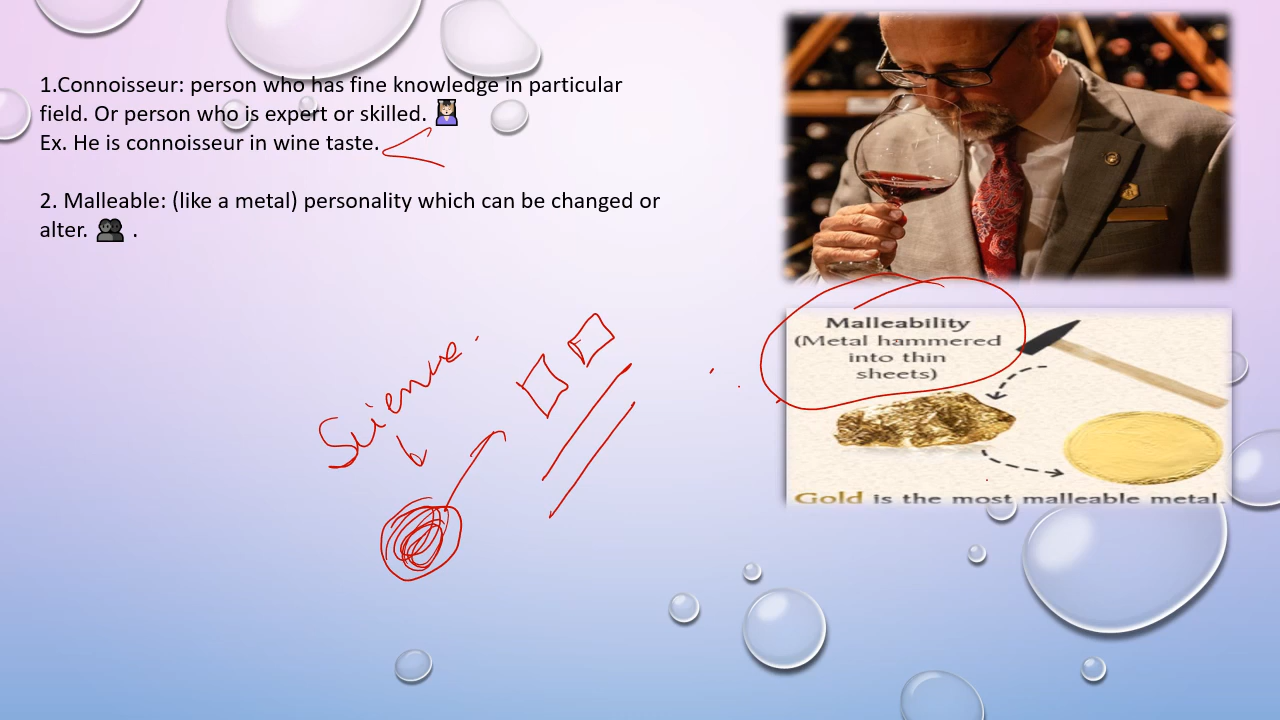 1.Connoisseur: person who has fine knowledge in particular
field. Or person who is expert or skilled.
Ex. He is connoisseur in wine taste.
2. Malleable: (like a metal) personality which can be changed or
alter. .
Science.
Malleability
(Metal hammered
into thin
sheets)
Gold is the most malleable metal.